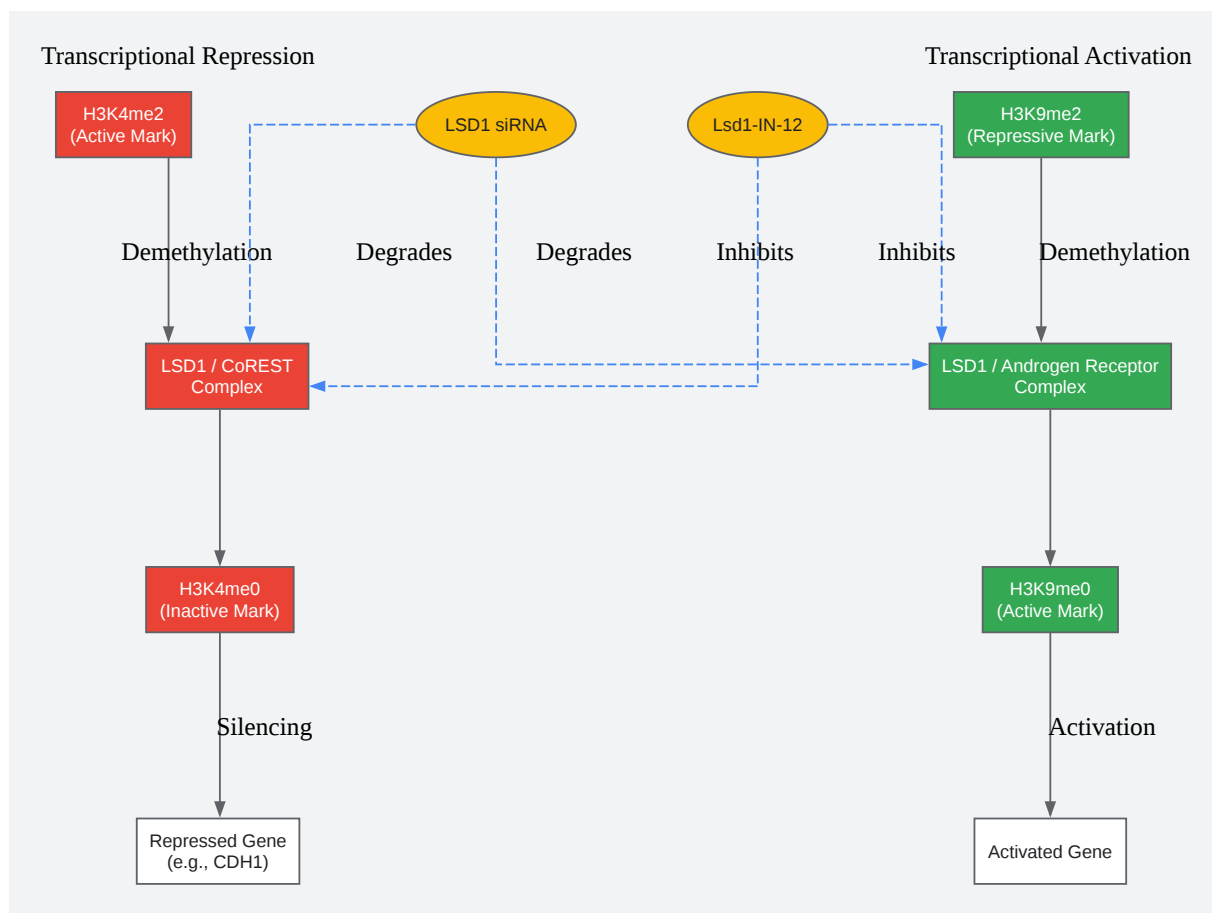 Transcriptional Repression
Transcriptional Activation
H3K4me2
(Active Mark)
LSD1 siRNA
Lsd1-IN-12
H3K9me2
(Repressive Mark)
Demethylation
Degrades
Degrades
Inhibits
Inhibits
Demethylation
LSD1 / CoREST
Complex
LSD1 / Androgen Receptor
Complex
H3K4me0
(Inactive Mark)
H3K9me0
(Active Mark)
Silencing
Activation
Repressed Gene
(e.g., CDH1)
Activated Gene